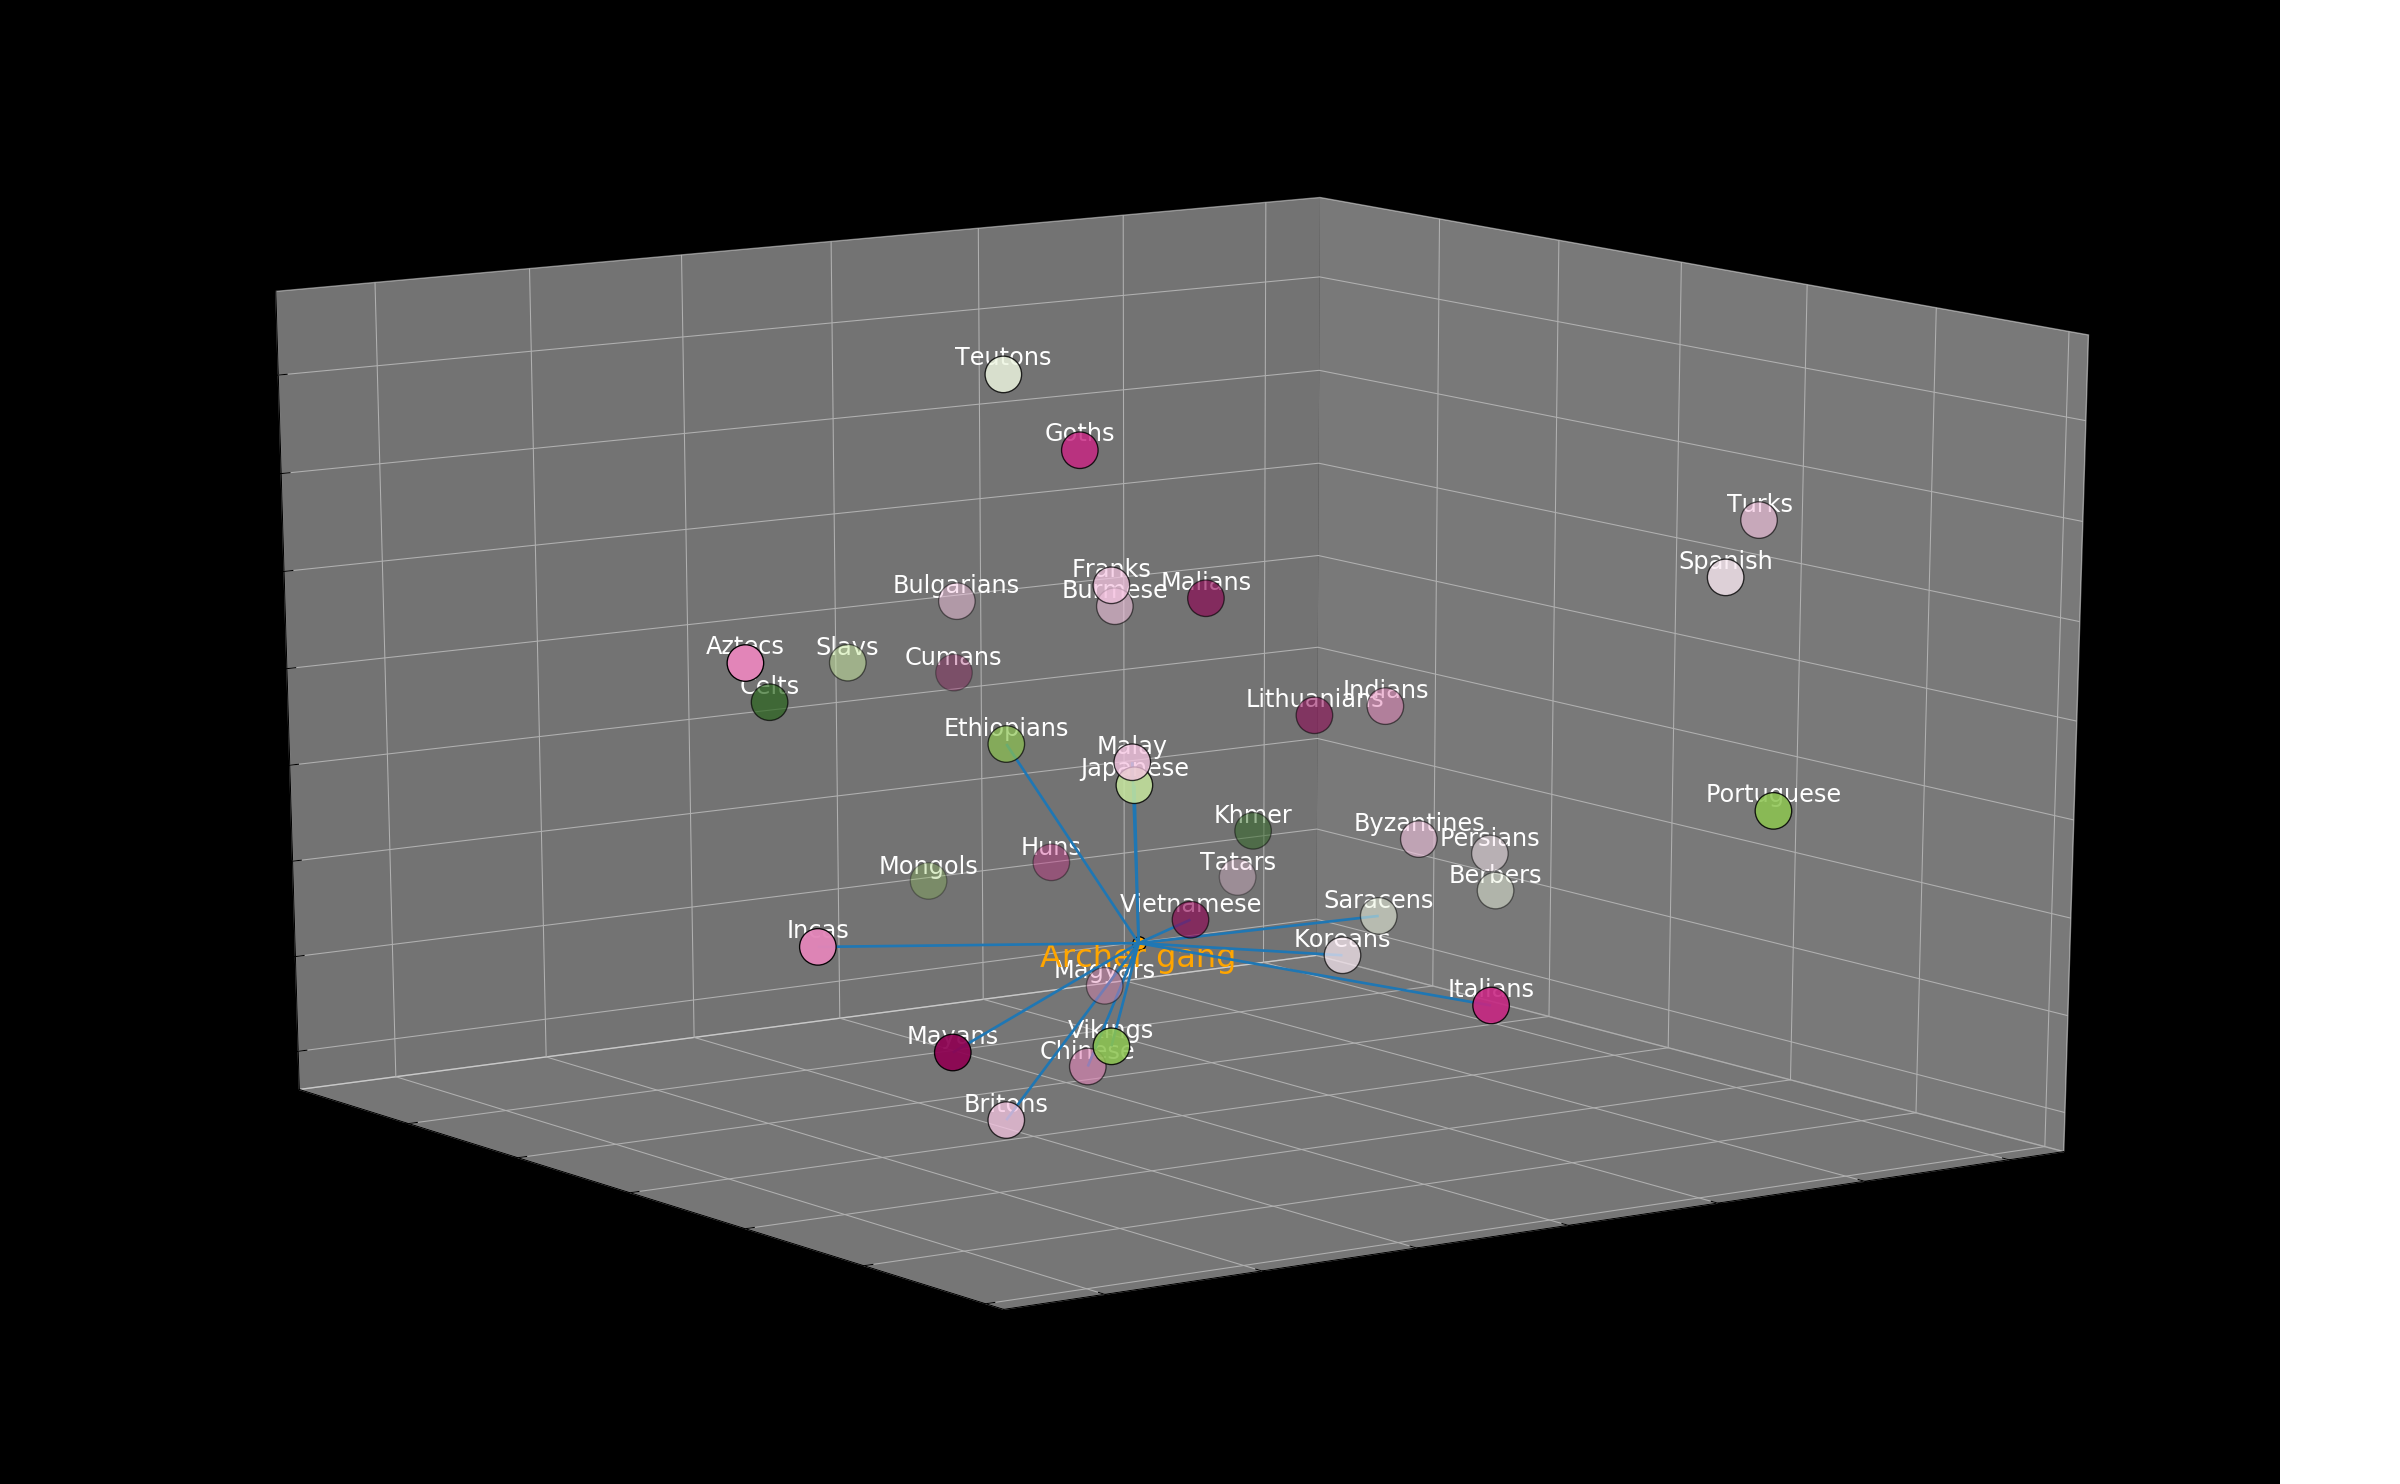 Teutons
Goths
Turks
Spanish
Franks
Malians
Bulgarians
Burmese
Aztecs
Slavs
Cumans
Celts
Indians
Lithuanians
Ethiopians
Malay
Japanese
Portuguese
Khmer
Byzantines
Persians
Huns
Tatars
Mongols
Berbers
Saracens
Vietnamese
Incas
Koreans
Archer gang
Magyars
Italians
Vikings
Mayans
Chinese
Britons